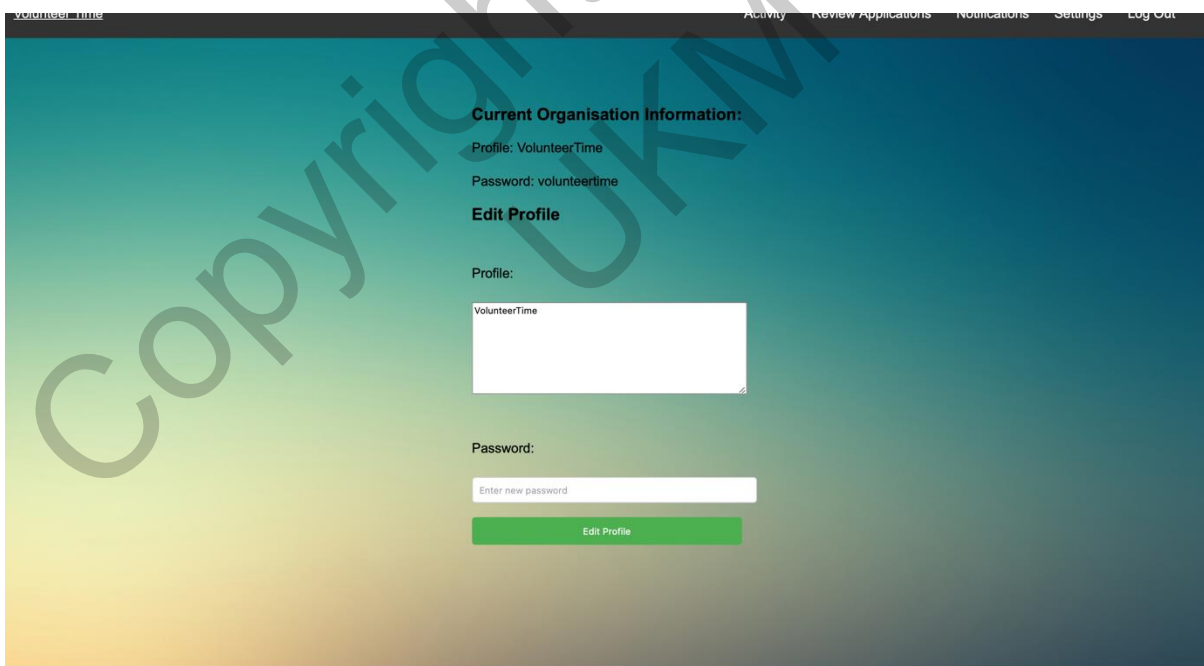 Volunteer Time
Activity Review Applications Notifications Settings Log Out
Current Organisation Information:
Profile: VolunteerTime
Password: volunteertime
Edit Profile
Profile:
VolunteerTime
Password:
Enter new password
Edit Profile
Copyright
UKM